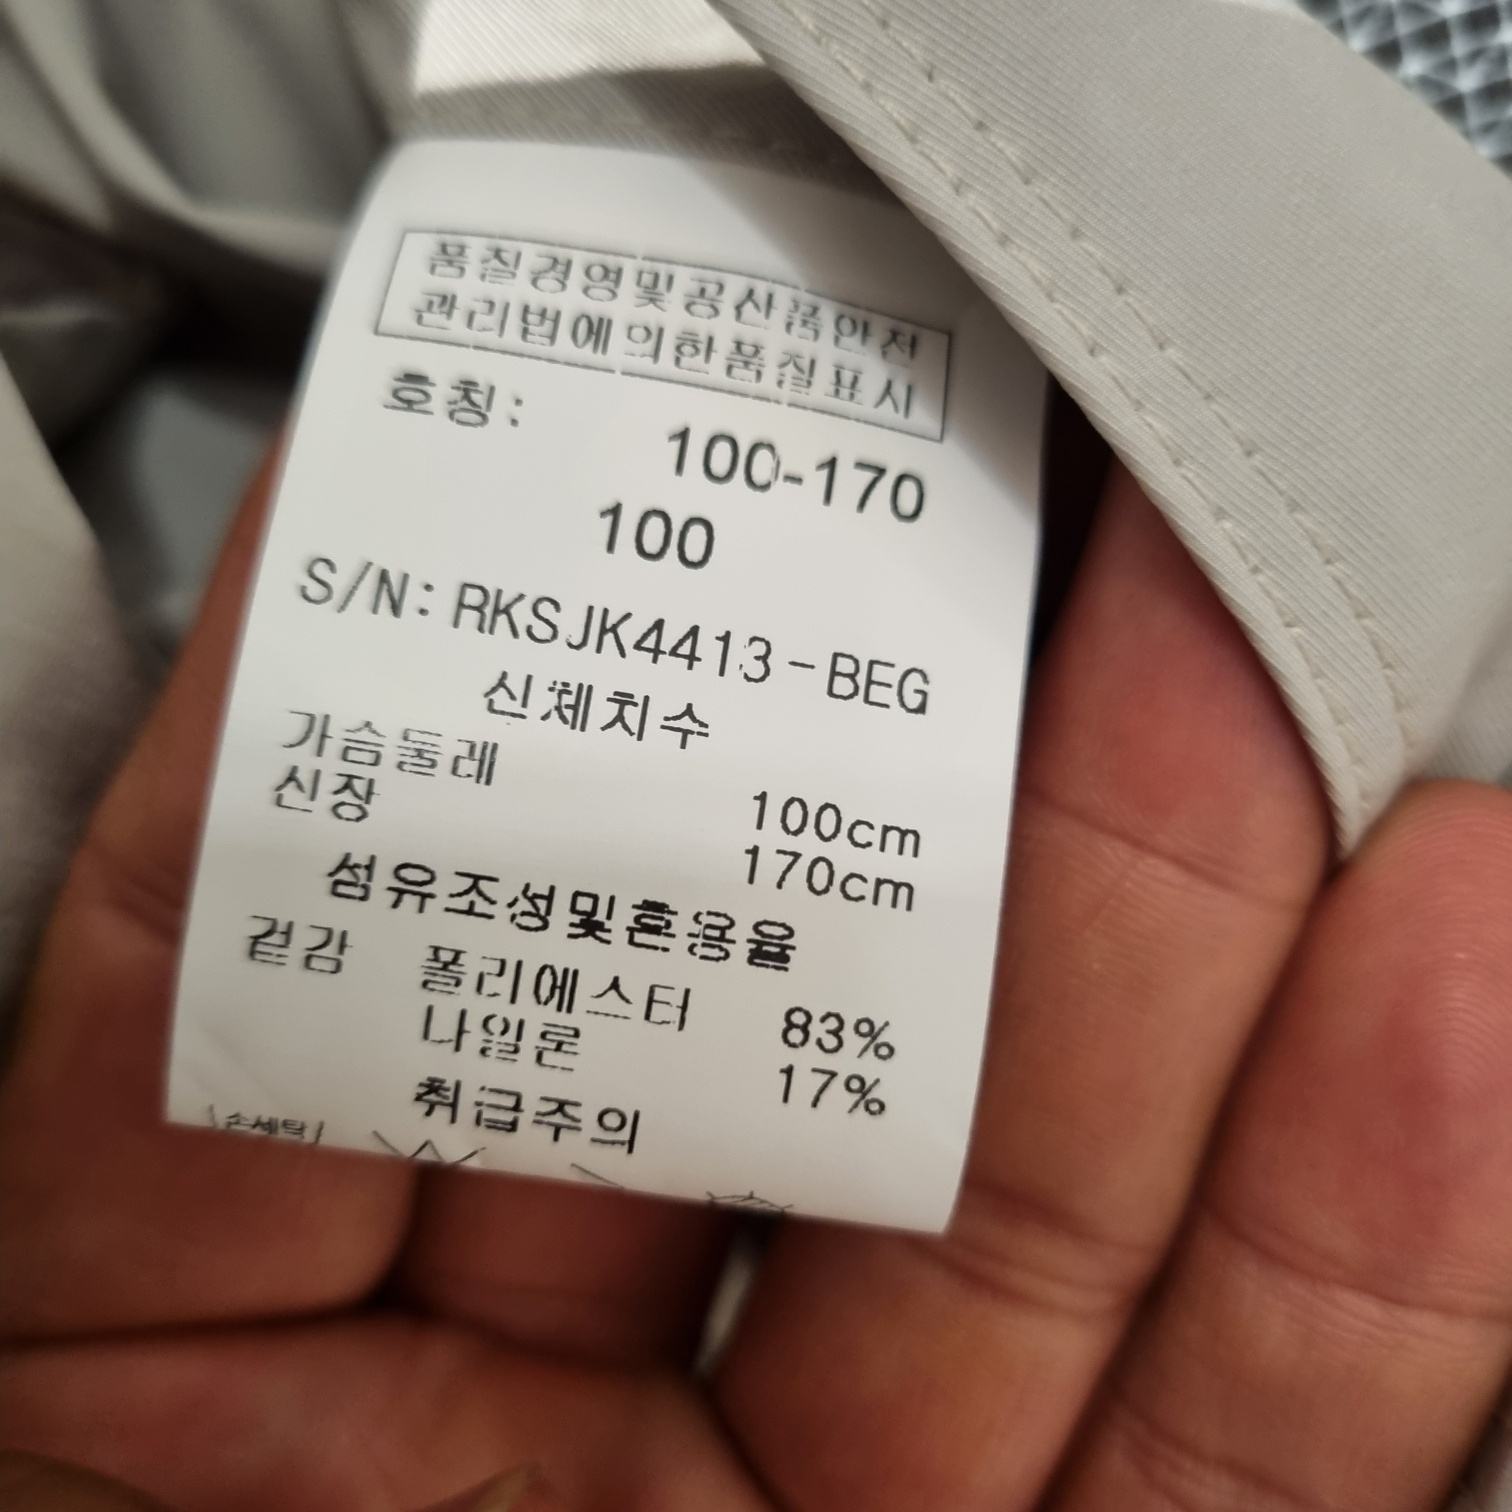 품질경영및공산품안전
관리법에의한품질표시
호칭:
100-170
100
S/N: RKSJK4413-BEG
신체치수
가슴둘레 100cm
신장 170cm
섬유조성및혼용율
겉감 폴리에스터 83%
나일론 17%
취급주의
손세탁